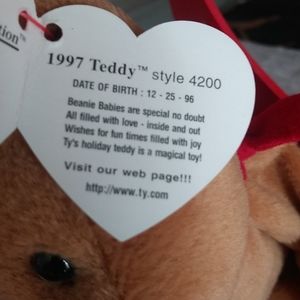 tion™
1997 Teddy™ style 4200
DATE OF BIRTH : 12 - 25 - 96
Beanie Babies are special no doubt
All filled with love - inside and out
Wishes for fun times filled with joy
Ty's holiday teddy is a magical toy!
Visit our web page!!!
http://www.ty.com